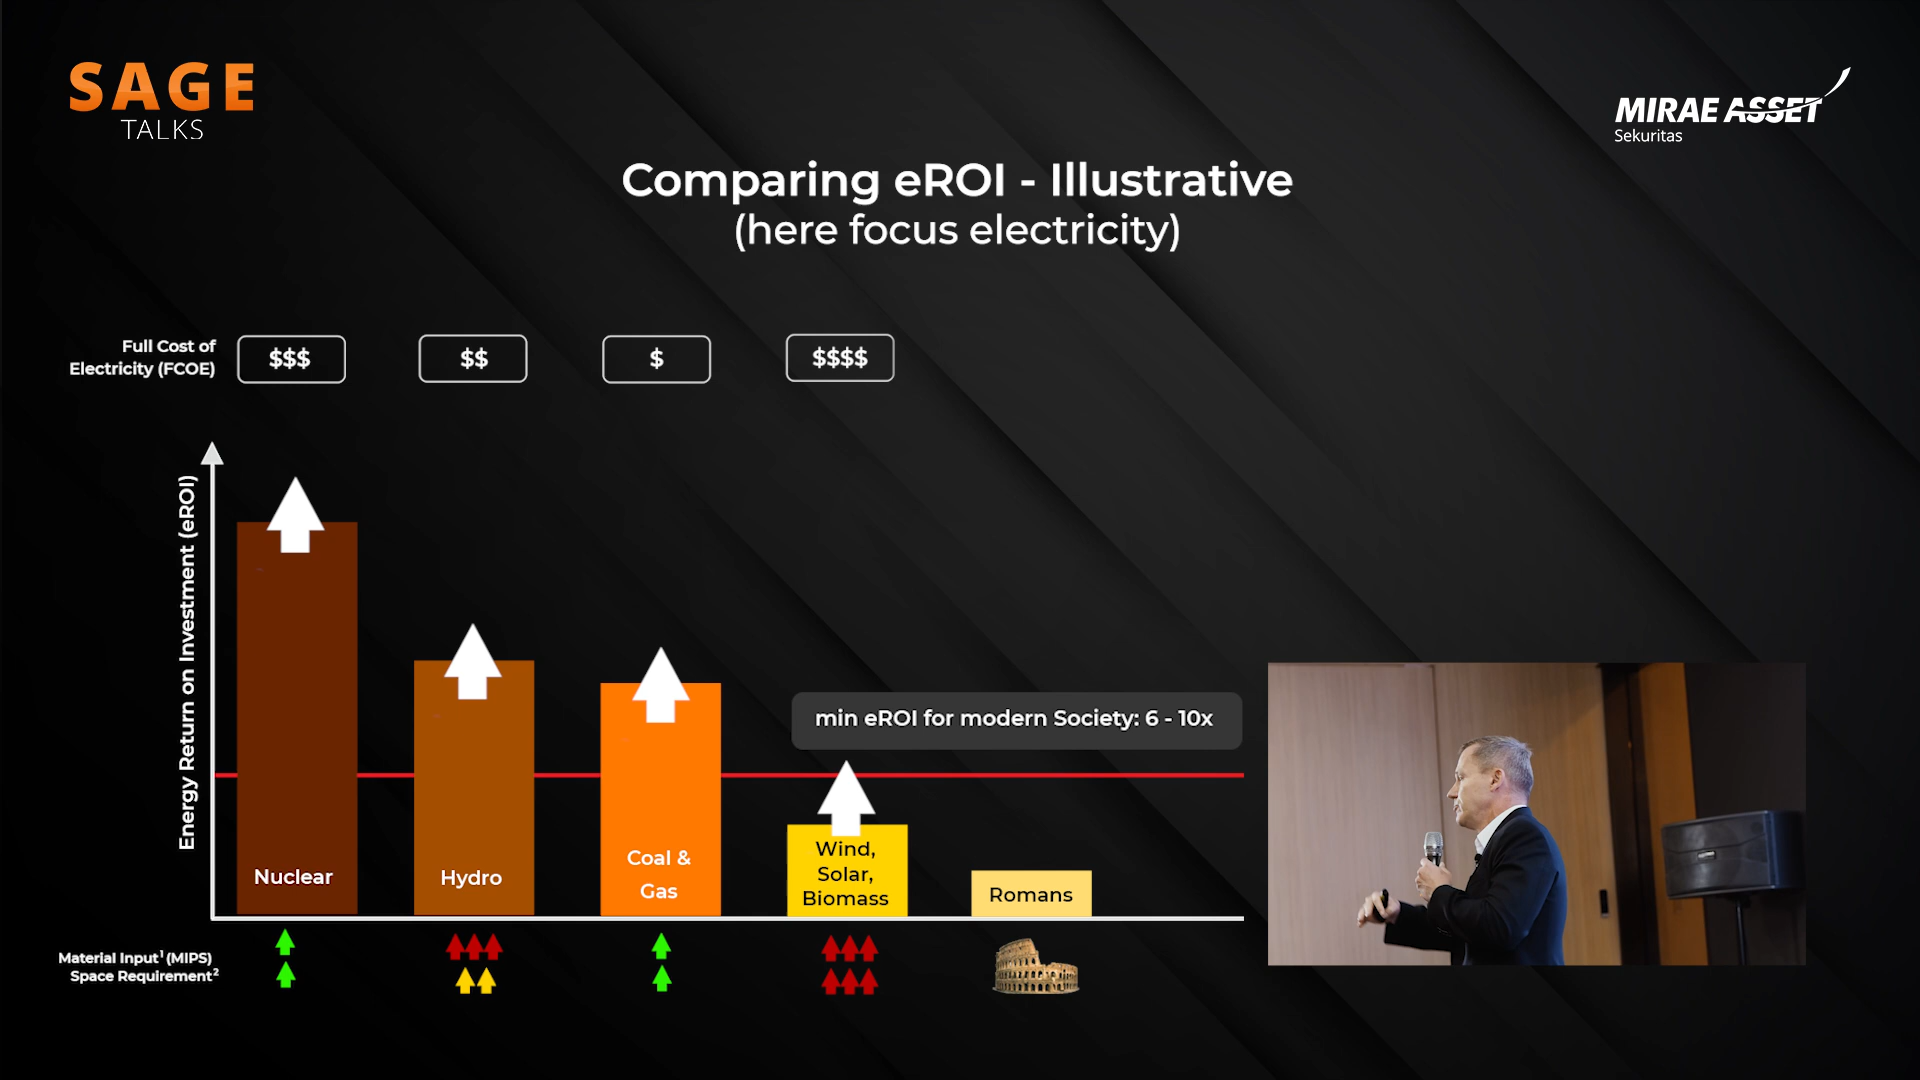 SAGE
TALKS
MIRAE ASSET
Sekuritas
Comparing eROI - Illustrative
(here focus electricity)
Full Cost of
Electricity (FCOE)
$$$
$$
$
$$$$
Energy Return on Investment (eROI)
min eROI for modern Society: 6 - 10x
Nuclear
Hydro
Coal &
Gas
Wind,
Solar,
Biomass
Romans
Material Input¹ (MIPS)
Space Requirement²